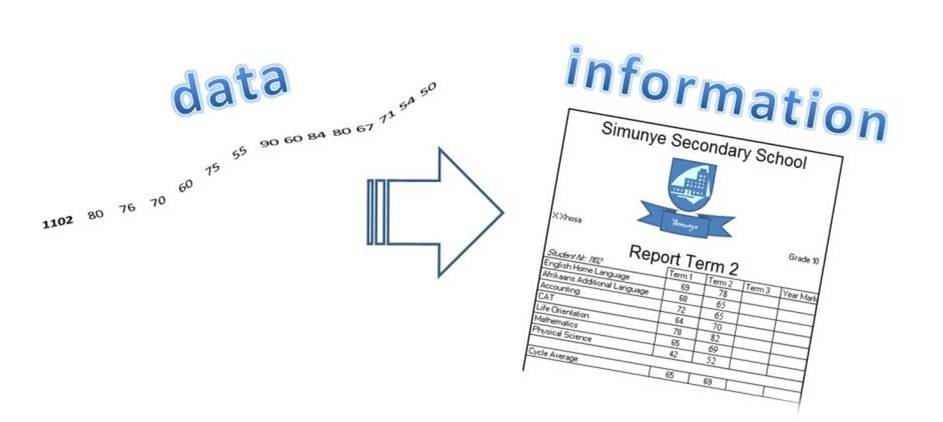 data
1102 80 76 70 60 75 55 90 60 84 80 67 71 54 50
information
Simunye Secondary School
"Simunye"
X Xhosa
Grade 10
Report Term 2
Student Nr: 1102
Term 1 Term 2 Term 3 Year Mark
English Home Language 69 78
Afrikaans Additional Language 68 65
Accounting 72 65
CAT 64 70
Life Orientation 78 82
Mathematics 65 69
Physical Science 42 52
Cycle Average 65 69